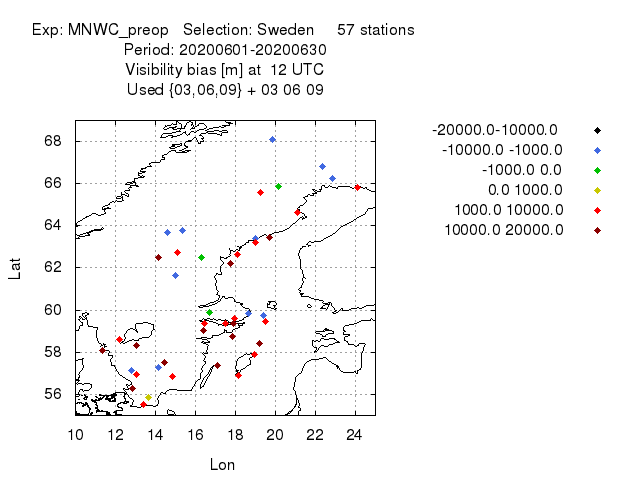 Exp: MNWC_preop   Selection: Sweden     57 stations
Period: 20200601-20200630
Visibility bias [m] at  12 UTC
Used {03,06,09} + 03 06 09
-20000.0-10000.0
-10000.0 -1000.0
-1000.0 0.0
0.0 1000.0
1000.0 10000.0
10000.0 20000.0
68
66
64
62
60
58
56
Lat
10 12 14 16 18 20 22 24
Lon